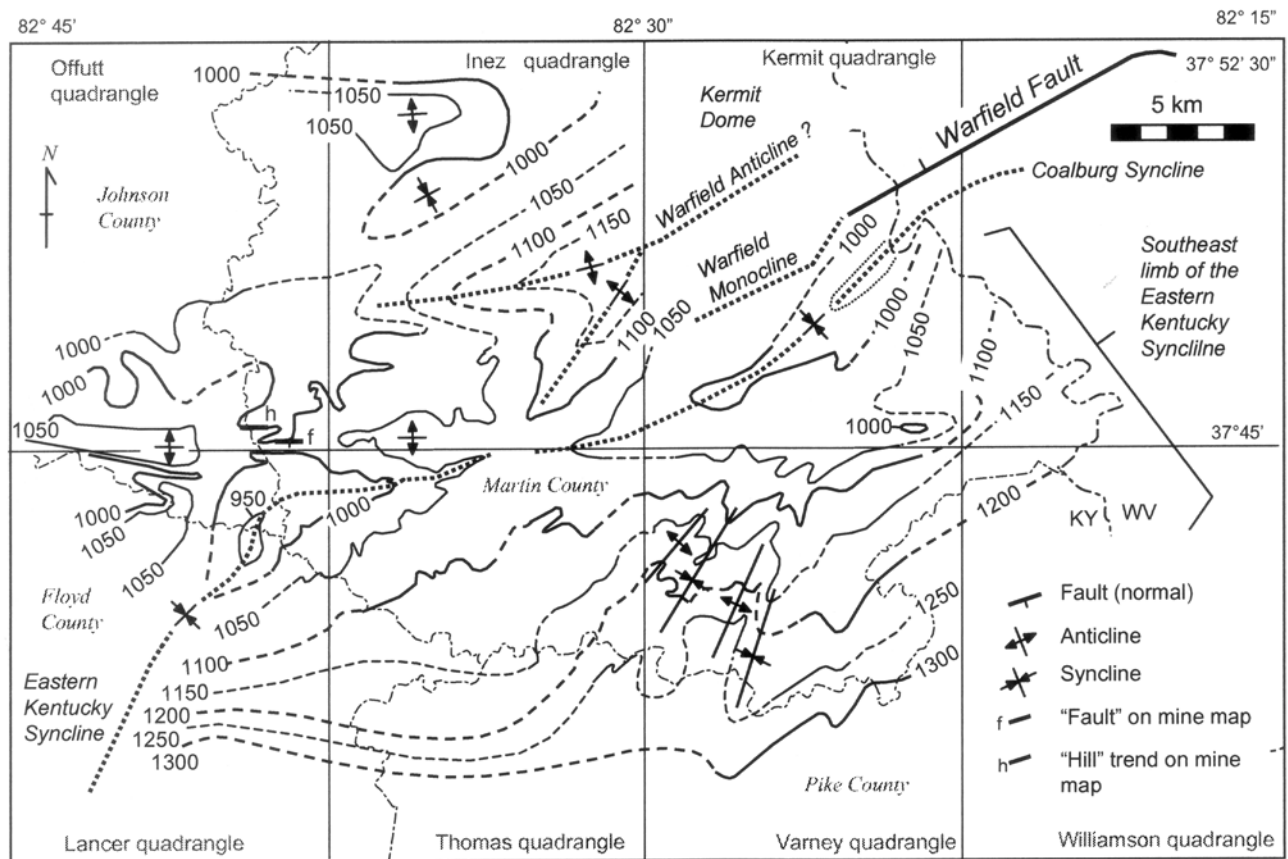 82° 45'
82° 30"
82° 15"
Offutt
quadrangle
Inez quadrangle
Kermit quadrangle
37° 52' 30"
1000
1050
1050
Kermit
Dome
Warfield Fault
5 km
N
Johnson
County
1000
1050
1100
1150
Warfield Anticline ?
Coalburg Syncline
Warfield
Monocline
1000
1000
1050
1100
1150
Southeast
limb of the
Eastern
Kentucky
Synclilne
1100
1050
1000
1000
h
f
1050
1000
37° 45'
950
1000
Martin County
1000
1050
1050
1200
KY
WV
Floyd
County
1050
1100
1150
1200
1250
1300
1250
1300
Eastern
Kentucky
Syncline
Fault (normal)
Anticline
Syncline
f "Fault" on mine map
h "Hill" trend on mine
map
Pike County
Lancer quadrangle
Thomas quadrangle
Varney quadrangle
Williamson quadrangle